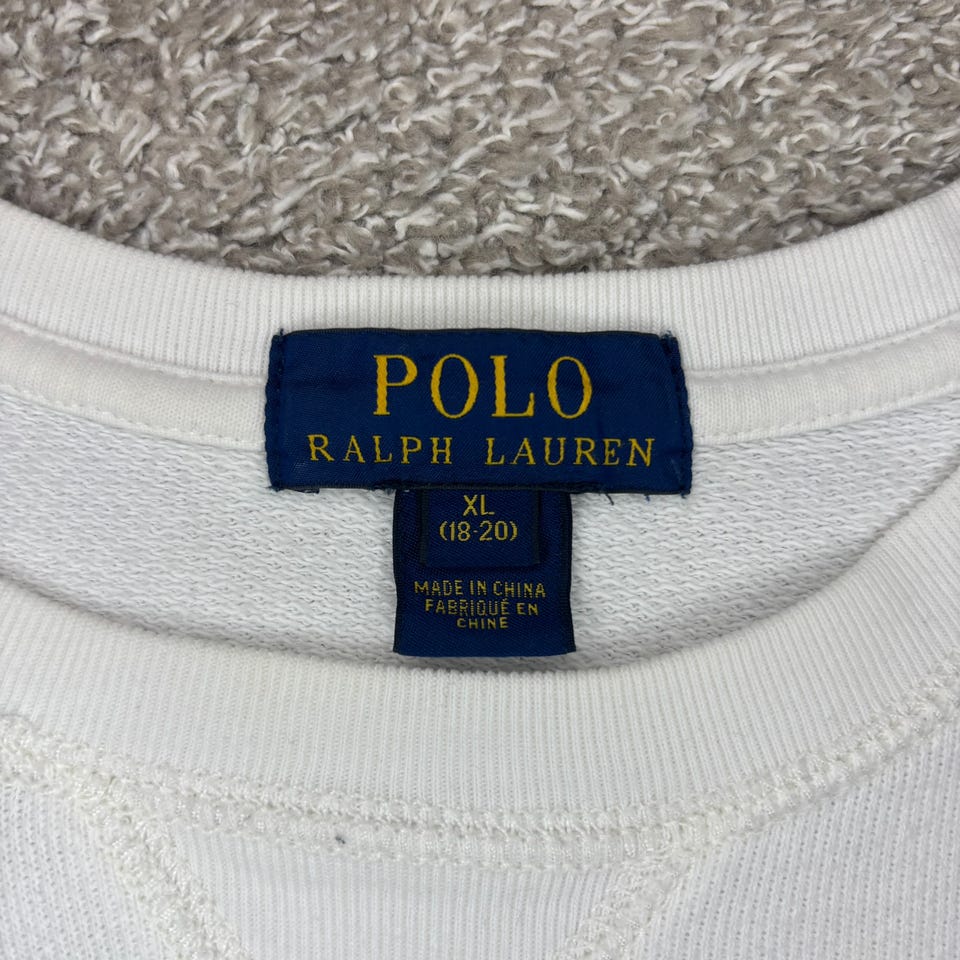 POLO
RALPH LAUREN
XL
(18-20)
MADE IN CHINA
FABRIQUÉ EN
CHINE